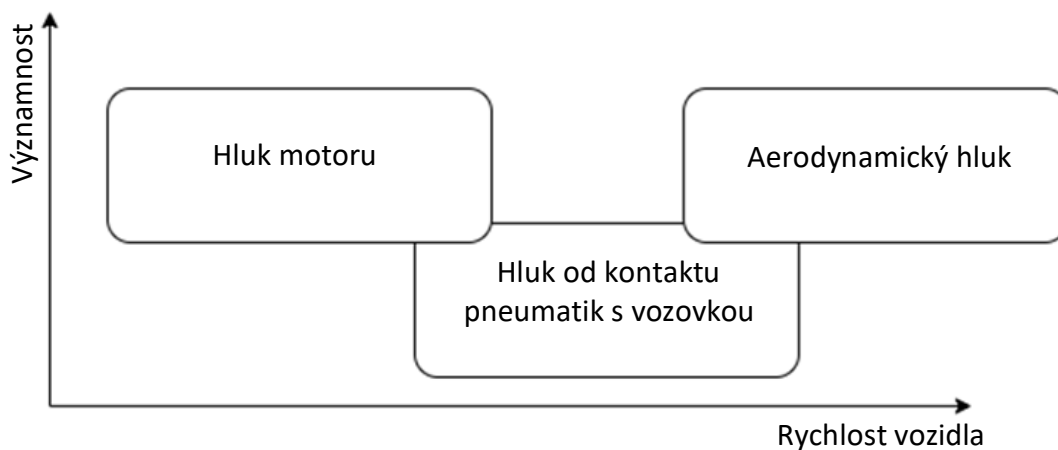 Významnost
Hluk motoru
Aerodynamický hluk
Hluk od kontaktu
pneumatik s vozovkou
Rychlost vozidla